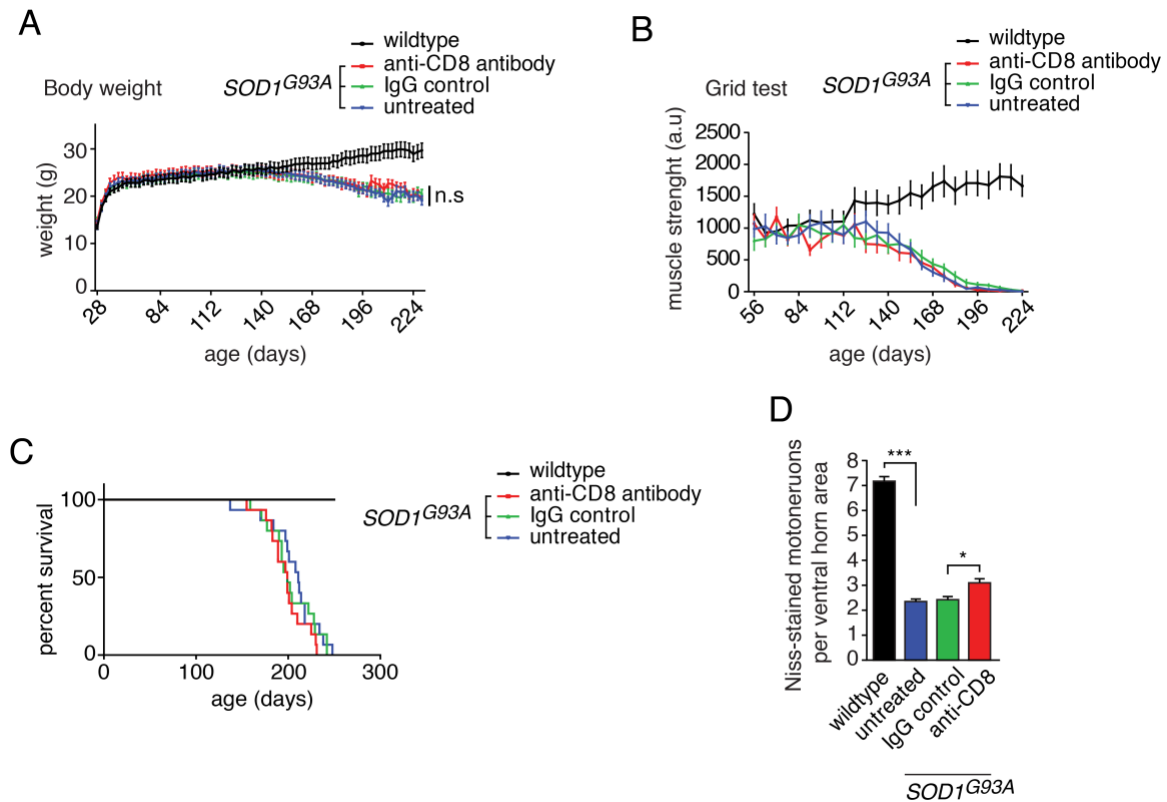 A
wildtype
anti-CD8 antibody
IgG control
untreated
SOD1G93A
Body weight
weight (g)
30
20
10
0
n.s
28
84
112
140
168
196
224
age (days)
B
wildtype
anti-CD8 antibody
IgG control
untreated
SOD1G93A
Grid test
muscle strenght (a.u)
2500
2000
1500
1000
500
0
56
84
112
140
168
196
224
age (days)
C
wildtype
anti-CD8 antibody
IgG control
untreated
SOD1G93A
percent survival
100
50
0
0
100
200
300
age (days)
D
Niss-stained motoneruons
per ventral horn area
8
7
6
5
4
3
2
1
0
***
*
wildtype
untreated
IgG control
anti-CD8
SOD1G93A